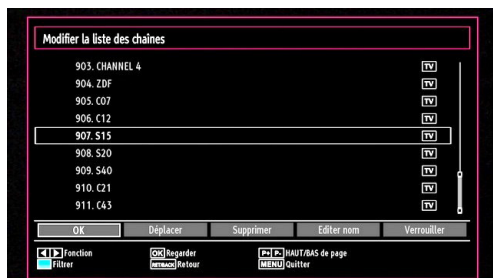 Modifier la liste des chaînes
903. CHANNEL 4 TV
904. ZDF TV
905. C07 TV
906. C12 TV
907. S15 TV
908. S20 TV
909. S40 TV
910. C21 TV
911. C43 TV
OK Déplacer Supprimer Editer nom Verrouiller
Fonction OK Regarder P+ P- HAUT/BAS de page
Filtrer RET/BACK Retour MENU Quitter